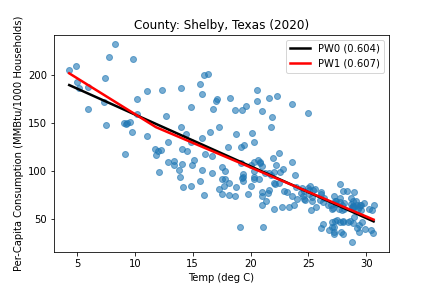 County: Shelby, Texas (2020)
PW0 (0.604)
PW1 (0.607)
Per-Capita Consumption (MMBtu/1000 Households)
200
150
100
50
5 10 15 20 25 30
Temp (deg C)